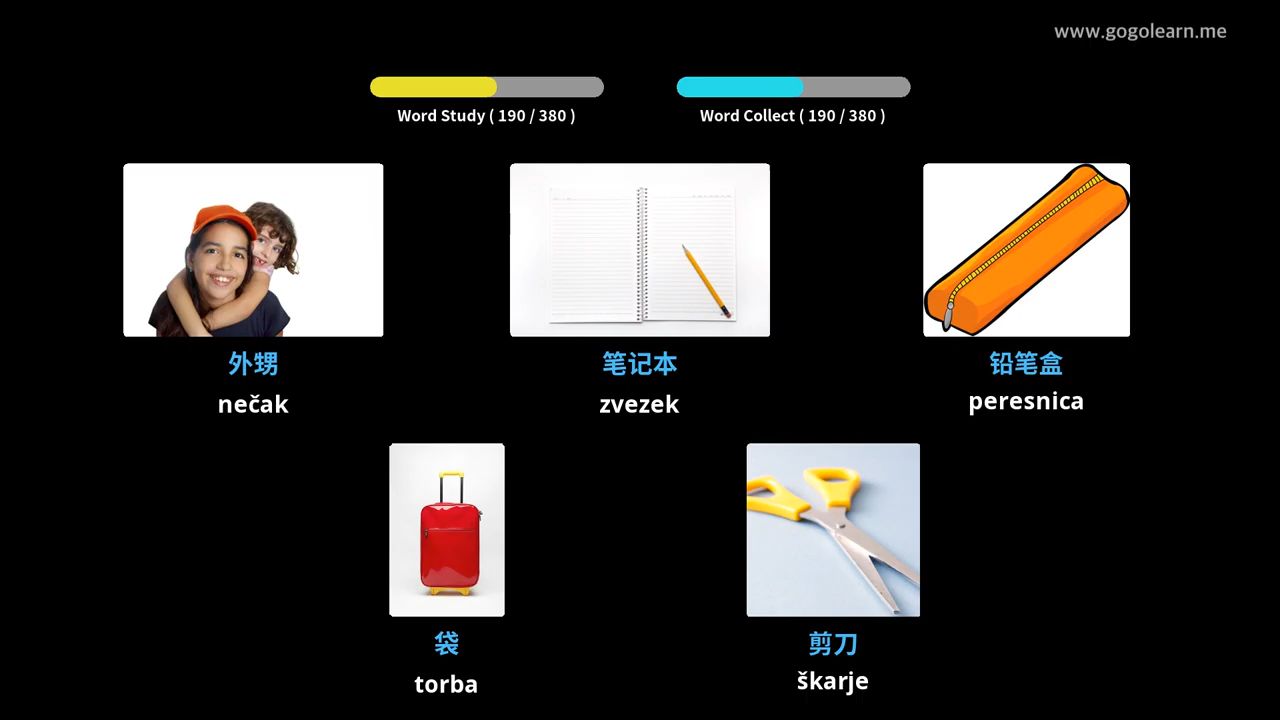 www.gogolearn.me
Word Study ( 190 / 380 )
Word Collect ( 190 / 380 )
外甥
nečak
笔记本
zvezek
铅笔盒
peresnica
袋
torba
剪刀
škarje